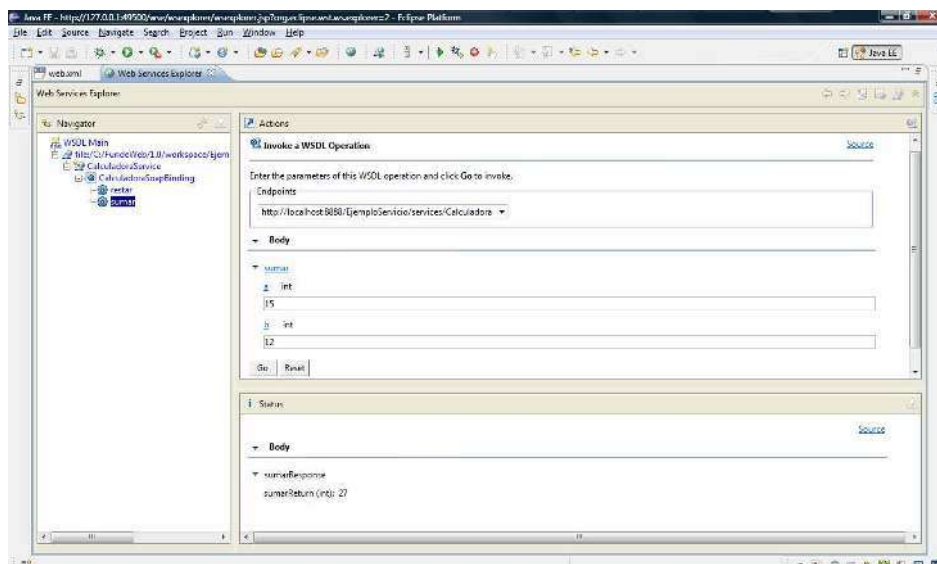 Java EE - http://127.0.0.1:49500/wse/wsexplorer/wsexplorer.jsp?org.eclipse.wst.ws.explorer=2 - Eclipse Platform
File Edit Source Navigate Search Project Run Window Help
Java EE
web.xml
Web Services Explorer
Web Services Explorer
Navigator
WSDL Main
file:/C:/FundeWeb/1.0/workspace/Ejem
CalculadoraService
CalculadoraSoapBinding
restar
sumar
Actions
Invoke a WSDL Operation
Source
Enter the parameters of this WSDL operation and click Go to invoke.
Endpoints
http://localhost:8888/EjemploServicio/services/Calculadora
Body
sumar
a int
15
b int
12
Go Reset
Status
Source
Body
sumarResponse
sumarReturn (int): 27